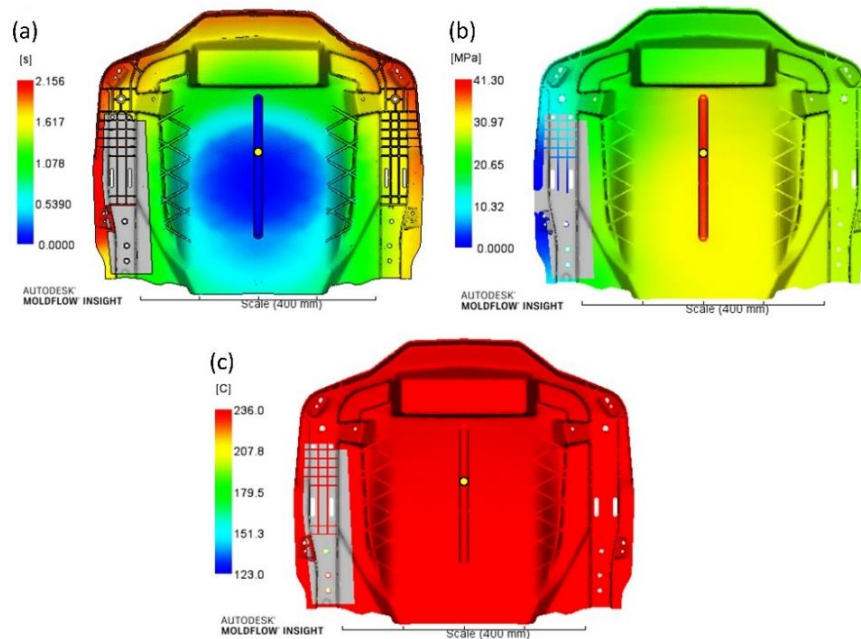 (a)
[s]
2.156
1.617
1.078
0.5390
0.0000
AUTODESK
MOLDFLOW INSIGHT
Scale (400 mm)
(b)
[MPa]
41.30
30.97
20.65
10.32
0.0000
AUTODESK
MOLDFLOW INSIGHT
Scale (400 mm)
(c)
[C]
236.0
207.8
179.5
151.3
123.0
AUTODESK
MOLDFLOW INSIGHT
Scale (400 mm)